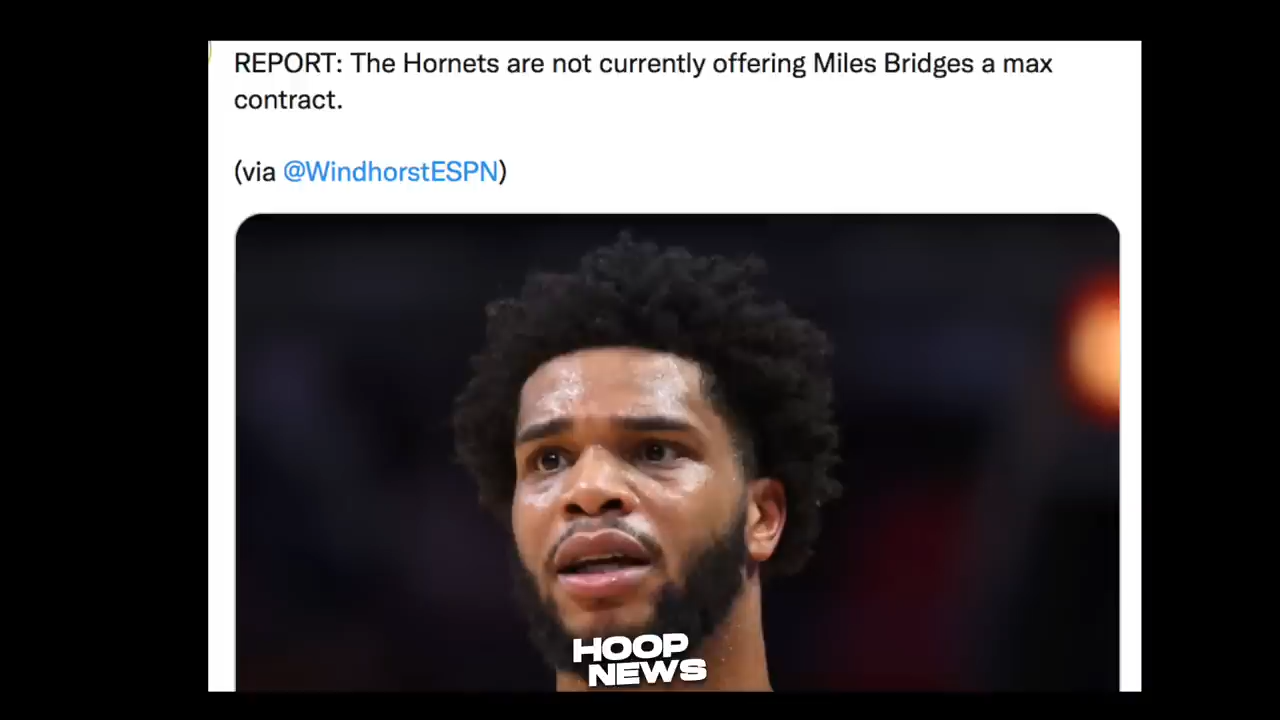 REPORT: The Hornets are not currently offering Miles Bridges a max
contract.
(via @WindhorstESPN)
HOOP
NEWS